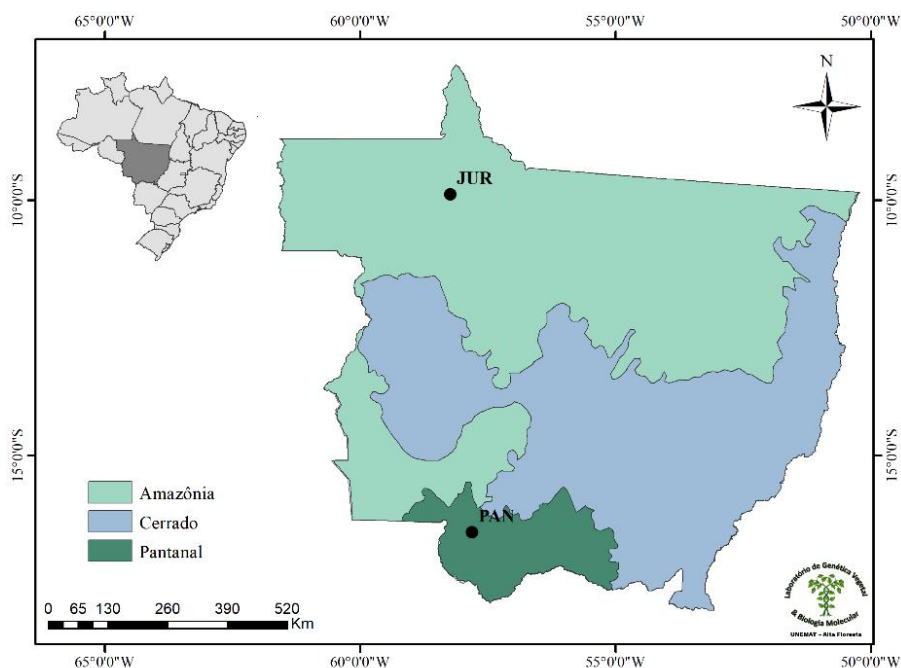 65°0'0"W 60°0'0"W 55°0'0"W 50°0'0"W
N
JUR
10°0'0"S 10°0'0"S
PAN
15°0'0"S 15°0'0"S
Amazônia
Cerrado
Pantanal
0 65 130 260 390 520
Km
Laboratório de Genética Vegetal
& Biologia Molecular
UNEMAT - Alta Floresta
65°0'0"W 60°0'0"W 55°0'0"W 50°0'0"W